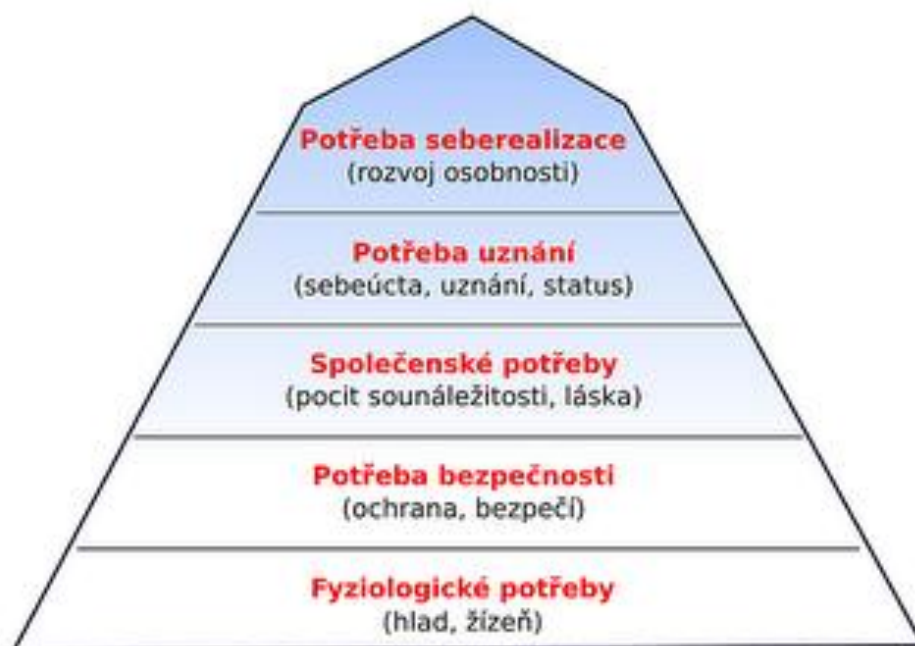 Potřeba seberealizace
(rozvoj osobnosti)
Potřeba uznání
(sebeúcta, uznání, status)
Společenské potřeby
(pocit sounáležitosti, láska)
Potřeba bezpečnosti
(ochrana, bezpečí)
Fyziologické potřeby
(hlad, žízeň)